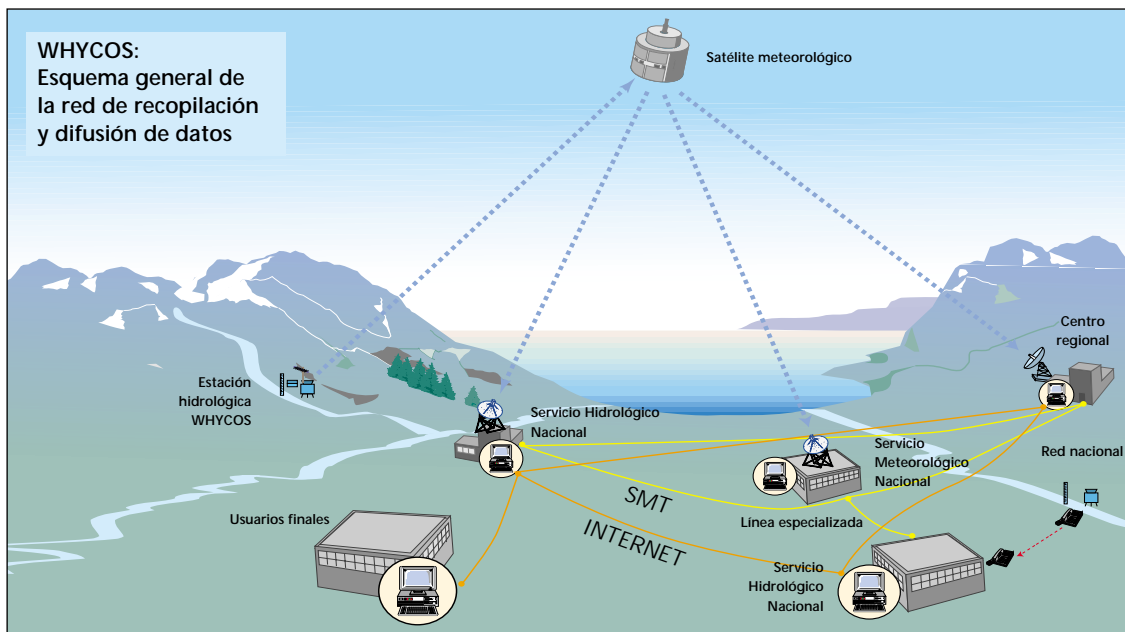 WHYCOS:
Esquema general de
la red de recopilación
y difusión de datos
Satélite meteorológico
Centro
regional
Estación
hidrológica
WHYCOS
Servicio Hidrológico
Nacional
Servicio
Meteorológico
Nacional
Red nacional
SMT
Usuarios finales
Línea especializada
INTERNET
Servicio
Hidrológico
Nacional